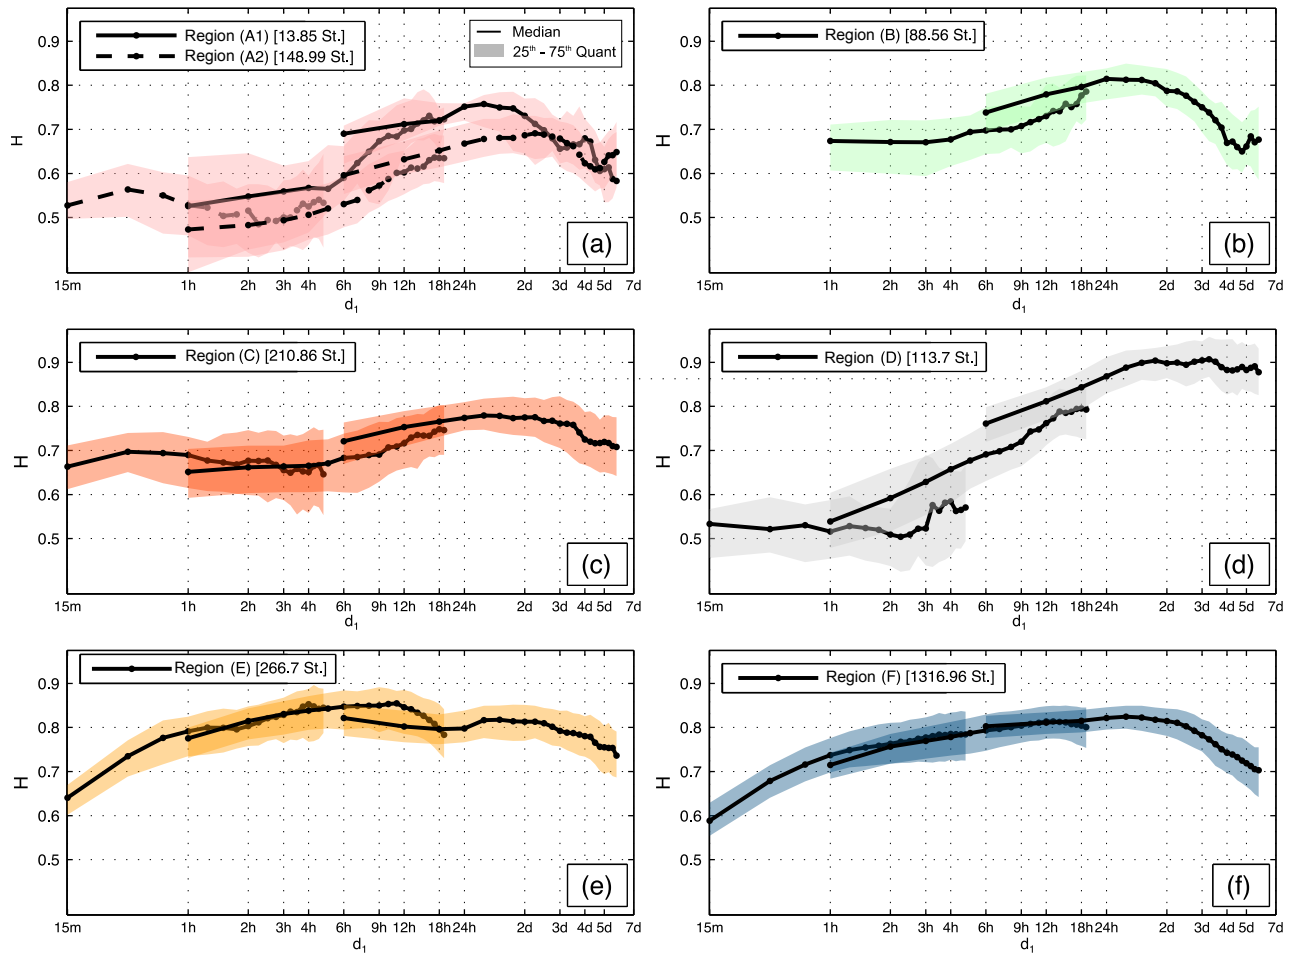 Region (A1) [13.85 St.]
Region (A2) [148.99 St.]
Median
25th - 75th Quant
0.9
0.8
0.7
0.6
0.5
H
(a)
15m 1h 2h 3h 4h 6h 9h 12h 18h 24h 2d 3d 4d 5d 7d
d1
Region (B) [88.56 St.]
0.9
0.8
0.7
0.6
0.5
H
(b)
15m 1h 2h 3h 4h 6h 9h 12h 18h 24h 2d 3d 4d 5d 7d
d1
Region (C) [210.86 St.]
0.9
0.8
0.7
0.6
0.5
H
(c)
15m 1h 2h 3h 4h 6h 9h 12h 18h 24h 2d 3d 4d 5d 7d
d1
Region (D) [113.7 St.]
0.9
0.8
0.7
0.6
0.5
H
(d)
15m 1h 2h 3h 4h 6h 9h 12h 18h 24h 2d 3d 4d 5d 7d
d1
Region (E) [266.7 St.]
0.9
0.8
0.7
0.6
0.5
H
(e)
15m 1h 2h 3h 4h 6h 9h 12h 18h 24h 2d 3d 4d 5d 7d
d1
Region (F) [1316.96 St.]
0.9
0.8
0.7
0.6
0.5
H
(f)
15m 1h 2h 3h 4h 6h 9h 12h 18h 24h 2d 3d 4d 5d 7d
d1